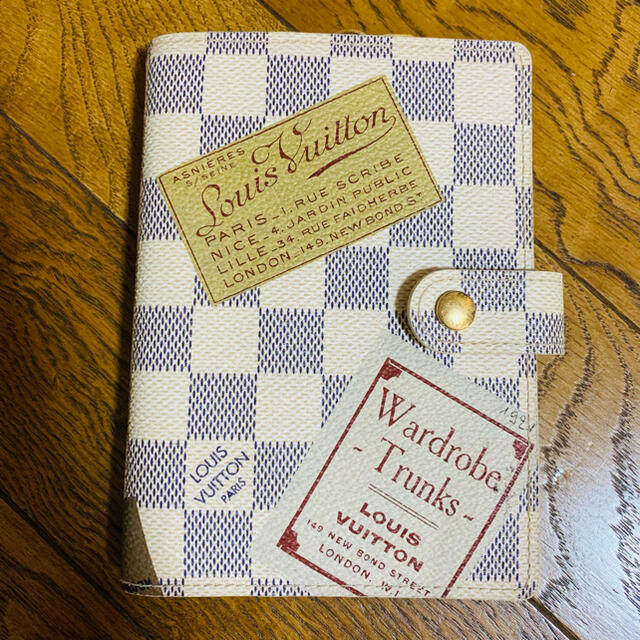 ASNIÈRES
S/SEINE
Louis Vuitton
PARIS-1, RUE SCRIBE
NICE-4, JARDIN PUBLIC
LILLE-34, RUE FAIDHERBE
LONDON-149, NEW BOND ST.
LOUIS
VUITTON
PARIS
Wardrobe
- Trunks -
LOUIS
VUITTON
149 NEW BOND STREET
LONDON, W.1